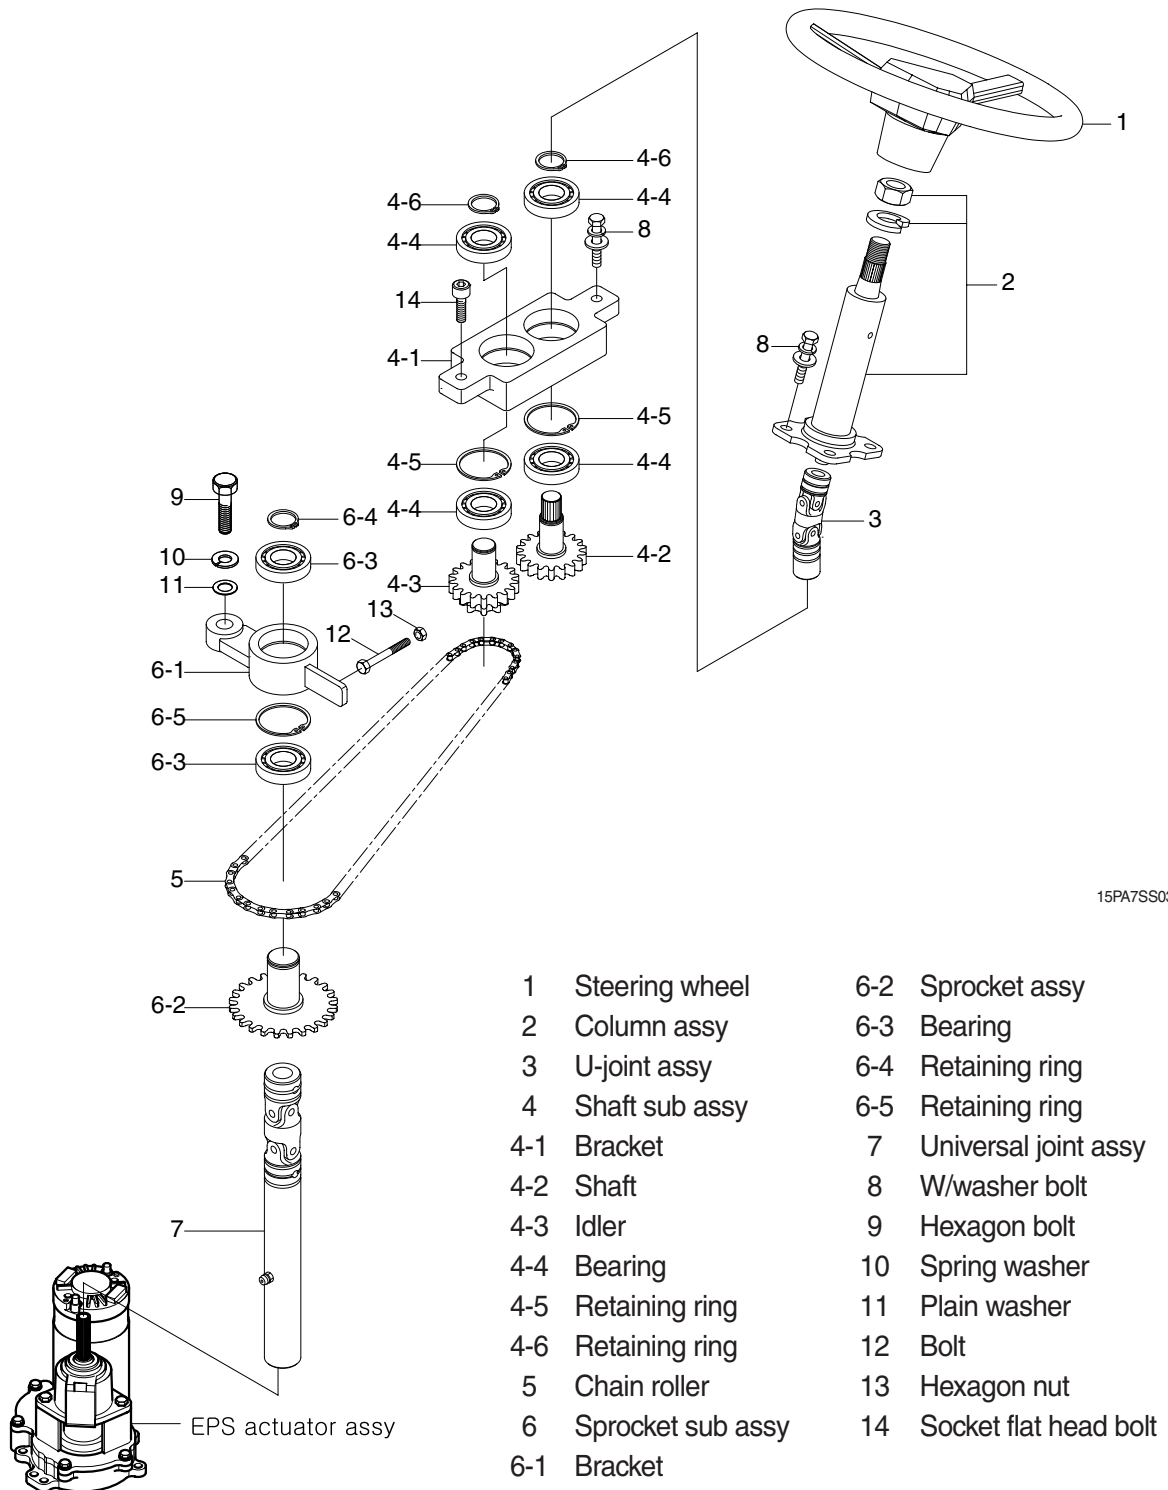 1
4-6
4-6
4-4
4-4
8
14
2
4-1
8
4-5
4-5
4-4
9
4-4
3
6-4
10
4-2
6-3
11
4-3
13
12
6-1
6-5
6-3
5
15PA7SS03
6-2
7
EPS actuator assy
1 Steering wheel
2 Column assy
3 U-joint assy
4 Shaft sub assy
4-1 Bracket
4-2 Shaft
4-3 Idler
4-4 Bearing
4-5 Retaining ring
4-6 Retaining ring
5 Chain roller
6 Sprocket sub assy
6-1 Bracket
6-2 Sprocket assy
6-3 Bearing
6-4 Retaining ring
6-5 Retaining ring
7 Universal joint assy
8 W/washer bolt
9 Hexagon bolt
10 Spring washer
11 Plain washer
12 Bolt
13 Hexagon nut
14 Socket flat head bolt